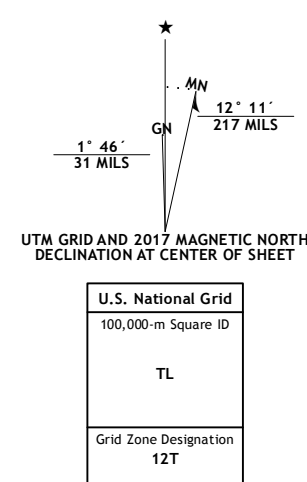 ★
MN
GN
12° 11´
217 MILS
1° 46´
31 MILS
UTM GRID AND 2017 MAGNETIC NORTH
DECLINATION AT CENTER OF SHEET
U.S. National Grid
100,000-m Square ID
TL
Grid Zone Designation
12T